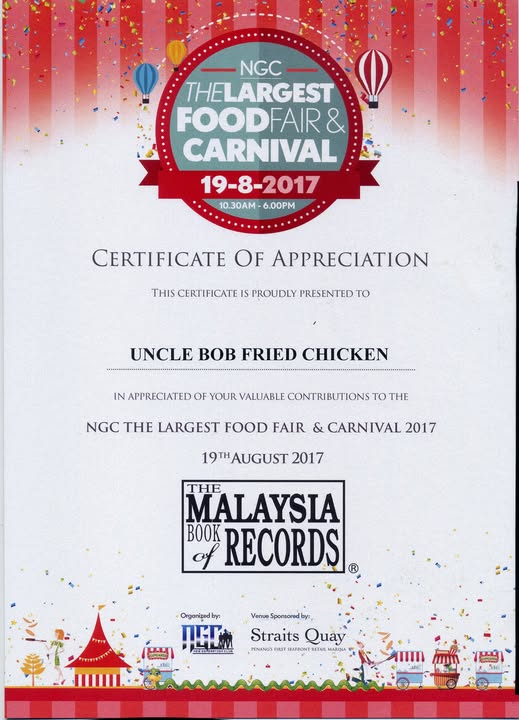 NGC
THE LARGEST
FOOD FAIR &
CARNIVAL
19-8-2017
10.30AM - 6.00PM
CERTIFICATE OF APPRECIATION
THIS CERTIFICATE IS PROUDLY PRESENTED TO
UNCLE BOB FRIED CHICKEN
IN APPRECIATED OF YOUR VALUABLE CONTRIBUTIONS TO THE
NGC THE LARGEST FOOD FAIR & CARNIVAL 2017
19TH AUGUST 2017
THE
MALAYSIA
BOOK
of RECORDS
®
Organized by:
NGC
Venue Sponsored by:
Straits Quay
PENANG'S FIRST SEAFRONT RETAIL MARINA